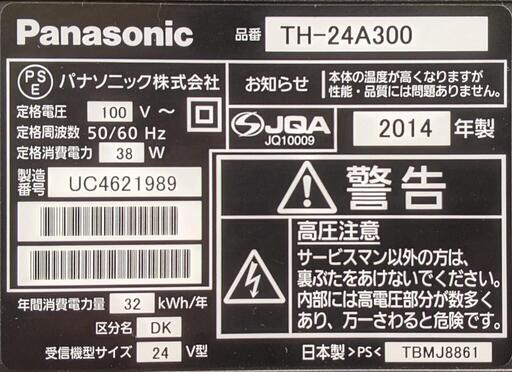 Panasonic
品番 TH-24A300
PSE パナソニック株式会社
定格電圧 100 V ～
定格周波数 50/60 Hz
定格消費電力 38 W
製造番号 UC4621989
年間消費電力量 32 kWh/年
区分名 DK
受信機型サイズ 24 V型
お知らせ
本体の温度が高くなりますが
性能・品質には問題ありません。
JQA
JQ10009
2014 年製
警告
高圧注意
サービスマン以外の方は、
裏ぶたをあけないでください。
内部には高電圧部分が数多く
あり、万一さわると危険です。
日本製 >PS< TBMJ8861